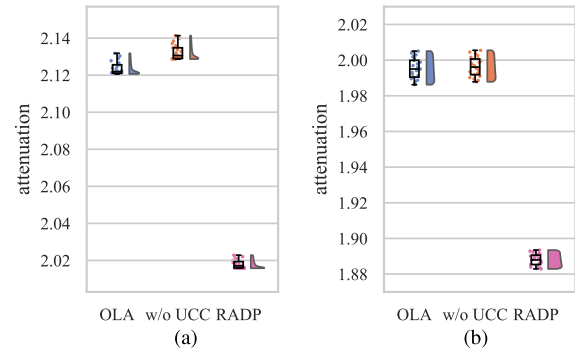 attenuation
2.14
2.12
2.10
2.08
2.06
2.04
2.02
OLA w/o UCC RADP
(a)
attenuation
2.02
2.00
1.98
1.96
1.94
1.92
1.90
1.88
OLA w/o UCC RADP
(b)